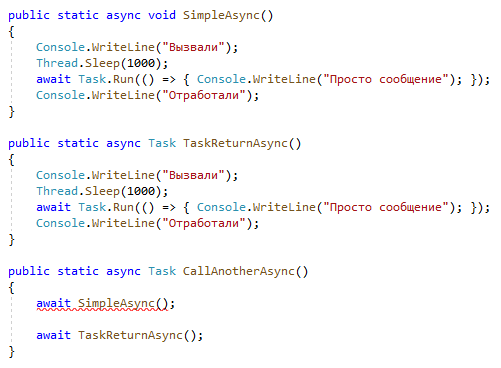 public static async void SimpleAsync()
{
    Console.WriteLine("Вызвали");
    Thread.Sleep(1000);
    await Task.Run(() => { Console.WriteLine("Просто сообщение"); });
    Console.WriteLine("Отработали");
}

public static async Task TaskReturnAsync()
{
    Console.WriteLine("Вызвали");
    Thread.Sleep(1000);
    await Task.Run(() => { Console.WriteLine("Просто сообщение"); });
    Console.WriteLine("Отработали");
}

public static async Task CallAnotherAsync()
{
    await SimpleAsync();

    await TaskReturnAsync();
}